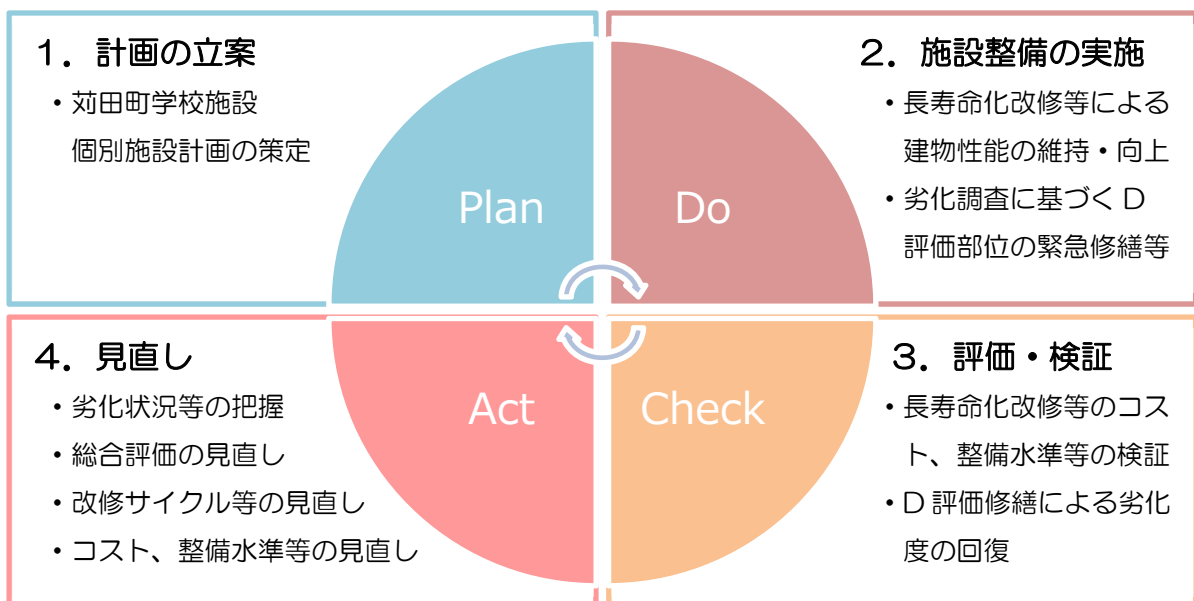 1．計画の立案
・苅田町学校施設
個別施設計画の策定
Plan
2．施設整備の実施
・長寿命化改修等による
建物性能の維持・向上
・劣化調査に基づく D
評価部位の緊急修繕等
Do
3．評価・検証
・長寿命化改修等のコス
ト、整備水準等の検証
・D 評価修繕による劣化
度の回復
Check
4．見直し
・劣化状況等の把握
・総合評価の見直し
・改修サイクル等の見直し
・コスト、整備水準等の見直し
Act